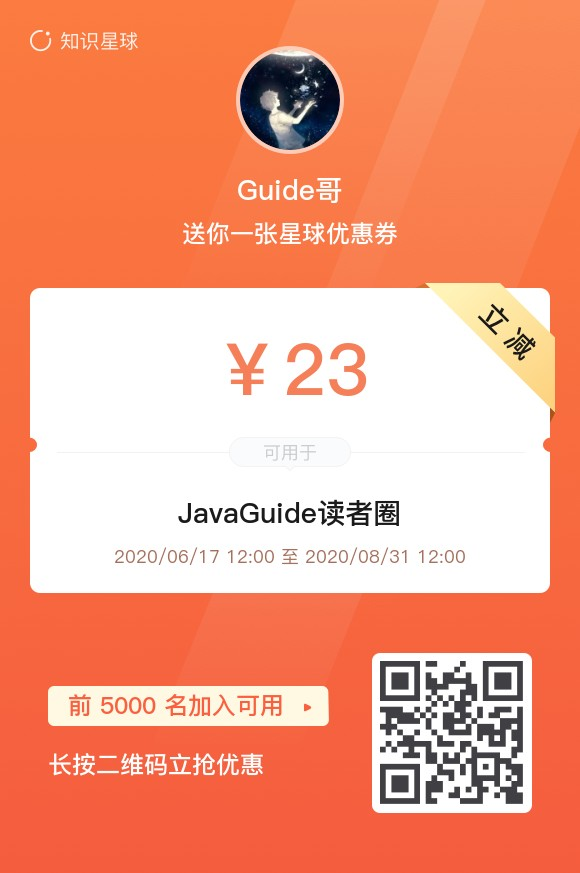 知识星球
Guide哥
送你一张星球优惠券
立减
¥ 23
可用于
JavaGuide读者圈
2020/06/17 12:00 至 2020/08/31 12:00
前 5000 名加入可用
长按二维码立抢优惠